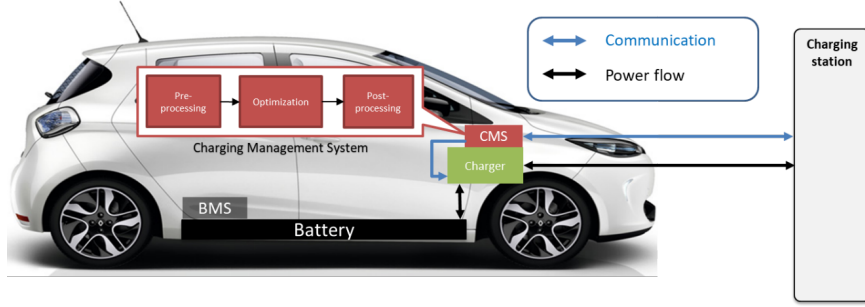 Communication
Power flow
Charging
station
Pre-
processing
Optimization
Post-
processing
Charging Management System
CMS
Charger
BMS
Battery